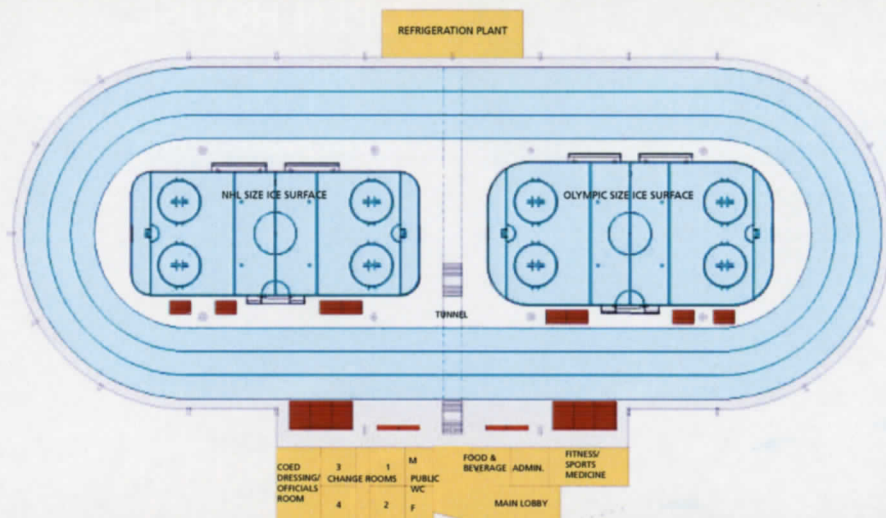 REFRIGERATION PLANT
NHL SIZE ICE SURFACE
OLYMPIC SIZE ICE SURFACE
TUNNEL
COED
DRESSING/
OFFICIALS
ROOM
3
1
CHANGE ROOMS
4
2
M
PUBLIC
WC
F
FOOD &
BEVERAGE
ADMIN.
FITNESS/
SPORTS
MEDICINE
MAIN LOBBY